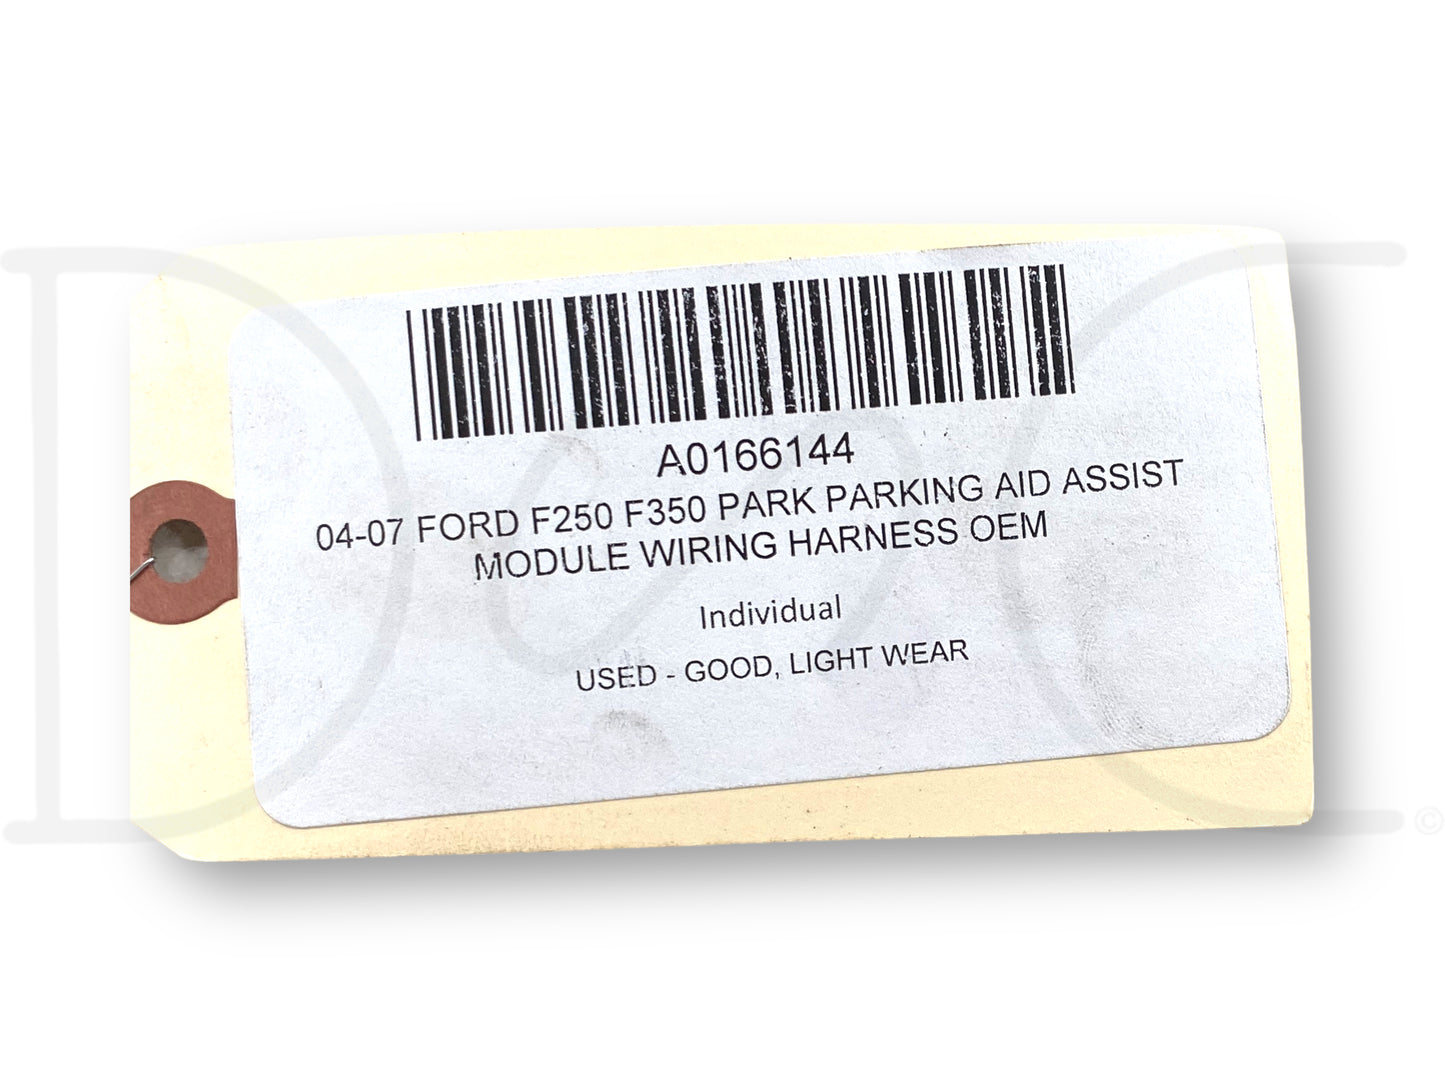 A0166144
04-07 FORD F250 F350 PARK PARKING AID ASSIST
MODULE WIRING HARNESS OEM
Individual
USED - GOOD, LIGHT WEAR
©